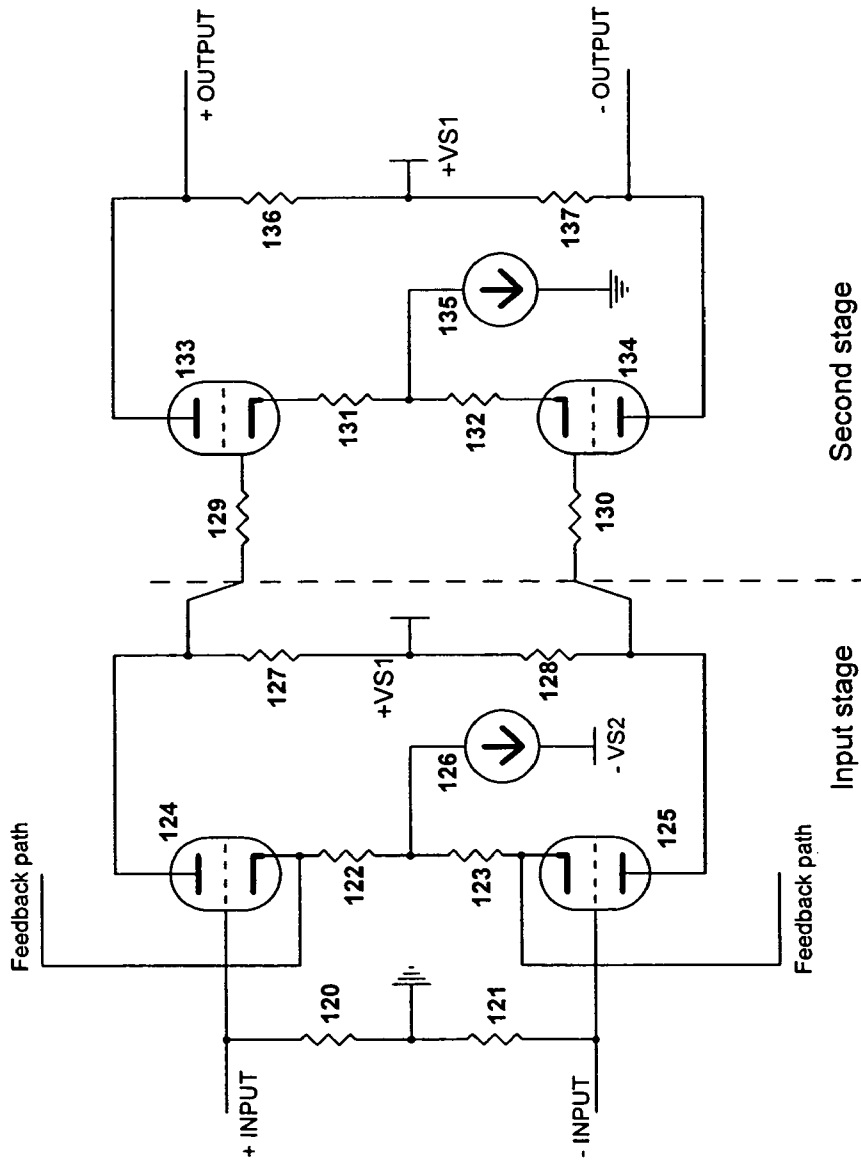 Feedback path
+ INPUT
120
121
- INPUT
124
122
123
125
126
- VS2
127
+VS1
128
Feedback path
Input stage
129
130
133
131
132
134
135
136
+VS1
137
+ OUTPUT
- OUTPUT
Second stage